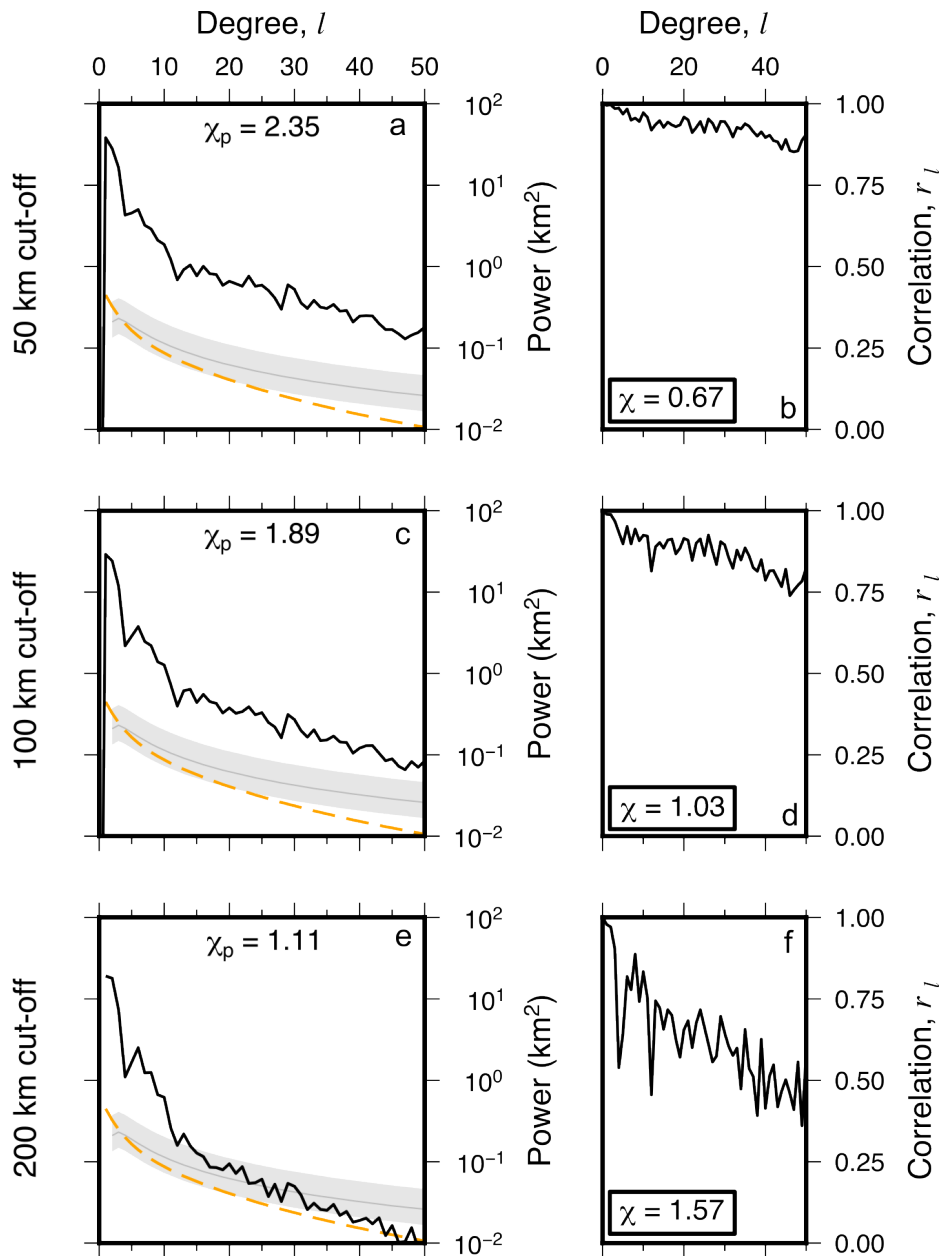 Degree, l
Degree, l
0 10 20 30 40 50
0 20 40
50 km cut-off
χp = 2.35
a
10²
10¹
10⁰
10⁻¹
10⁻²
Power (km²)
χ = 0.67
b
1.00
0.75
0.50
0.25
0.00
Correlation, r l
100 km cut-off
χp = 1.89
c
10²
10¹
10⁰
10⁻¹
10⁻²
Power (km²)
χ = 1.03
d
1.00
0.75
0.50
0.25
0.00
Correlation, r l
200 km cut-off
χp = 1.11
e
10²
10¹
10⁰
10⁻¹
10⁻²
Power (km²)
f
χ = 1.57
1.00
0.75
0.50
0.25
0.00
Correlation, r l